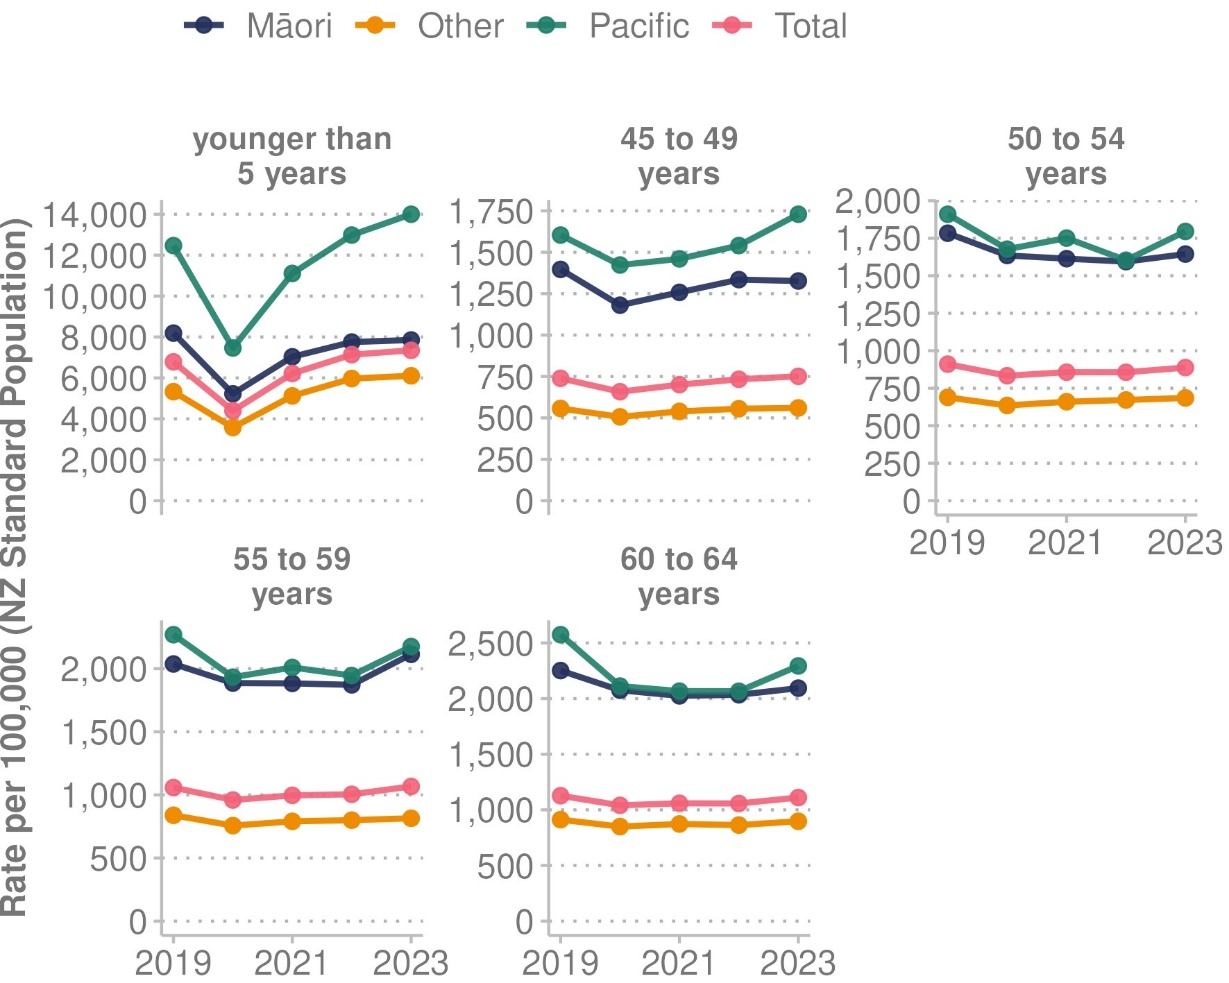 Māori Other Pacific Total
Rate per 100,000 (NZ Standard Population)
younger than
5 years
14,000
12,000
10,000
8,000
6,000
4,000
2,000
0
45 to 49
years
1,750
1,500
1,250
1,000
750
500
250
0
50 to 54
years
2,000
1,750
1,500
1,250
1,000
750
500
250
0
2019 2021 2023
55 to 59
years
2,000
1,500
1,000
500
0
2019 2021 2023
60 to 64
years
2,500
2,000
1,500
1,000
500
0
2019 2021 2023